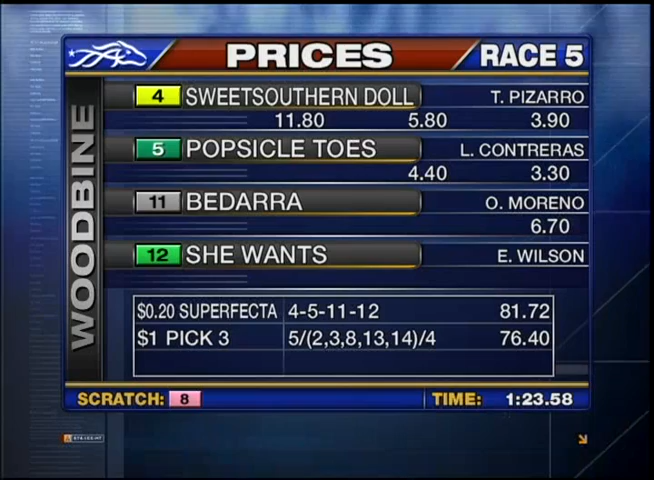 PRICES RACE 5
4 SWEETSOUTHERN DOLL T. PIZARRO
11.80 5.80 3.90
5 POPSICLE TOES L. CONTRERAS
4.40 3.30
11 BEDARRA O. MORENO
6.70
12 SHE WANTS E. WILSON
WOODBINE
$0.20 SUPERFECTA 4-5-11-12 81.72
$1 PICK 3 5/(2,3,8,13,14)/4 76.40
SCRATCH: 8 TIME: 1:23.58